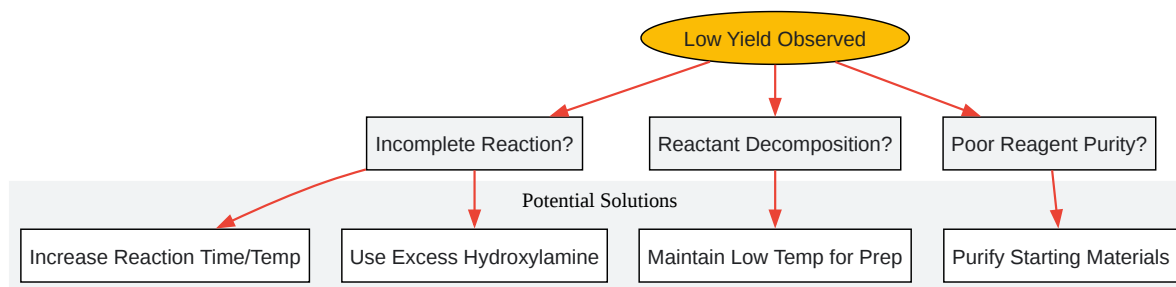 Low Yield Observed
Incomplete Reaction?
Reactant Decomposition?
Poor Reagent Purity?
Potential Solutions
Increase Reaction Time/Temp
Use Excess Hydroxylamine
Maintain Low Temp for Prep
Purify Starting Materials